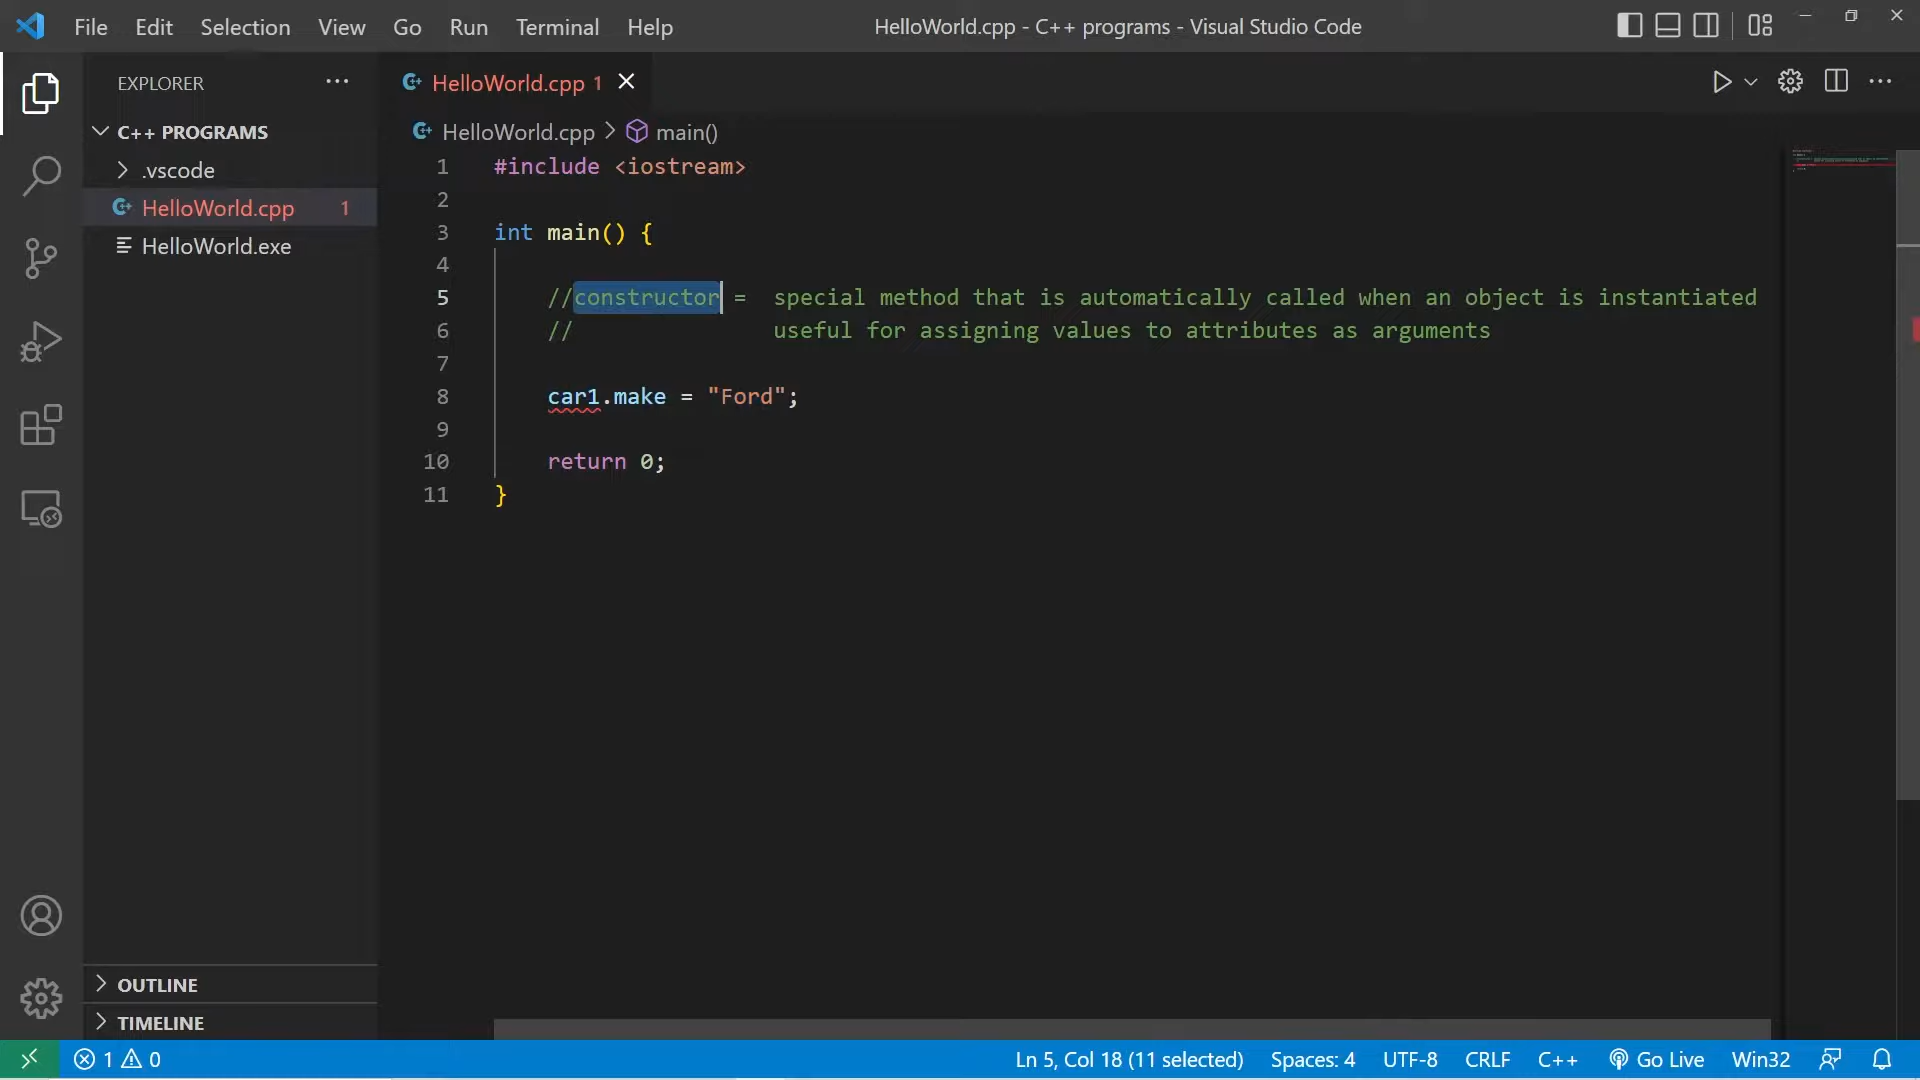 File Edit Selection View Go Run Terminal Help
HelloWorld.cpp - C++ programs - Visual Studio Code
EXPLORER
C++ PROGRAMS
.vscode
HelloWorld.cpp 1
HelloWorld.exe
OUTLINE
TIMELINE
HelloWorld.cpp 1
HelloWorld.cpp > main()
1 #include <iostream>
2
3 int main() {
4
5 //constructor = special method that is automatically called when an object is instantiated
6 // useful for assigning values to attributes as arguments
7
8 car1.make = "Ford";
9
10 return 0;
11 }
1 0 Ln 5, Col 18 (11 selected) Spaces: 4 UTF-8 CRLF C++ Go Live Win32